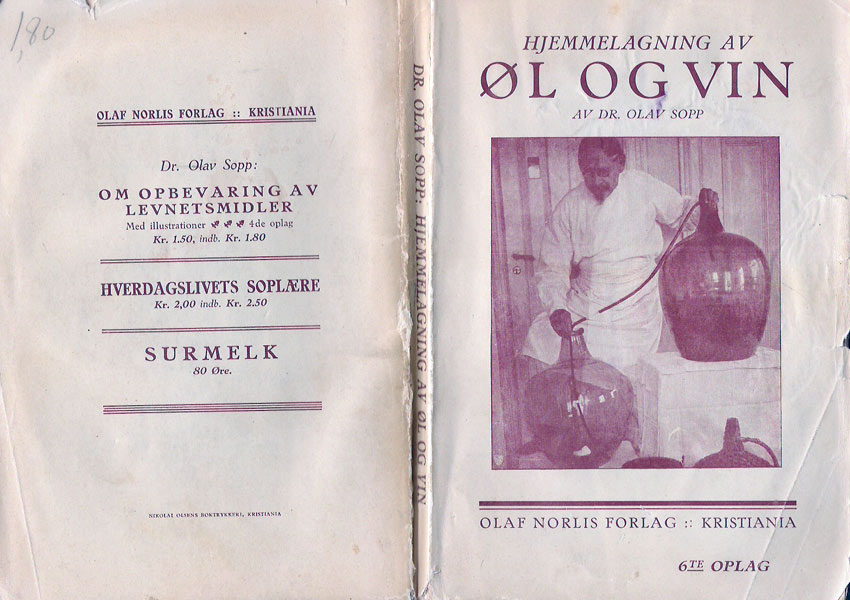 1,80
OLAF NORLIS FORLAG :: KRISTIANIA
Dr. Olav Sopp:
OM OPBEVARING AV
LEVNETSMIDLER
Med illustrationer 4de oplag
Kr. 1.50, indb. Kr. 1.80
HVERDAGSLIVETS SOPLÆRE
Kr. 2,00 indb. Kr. 2.50
SURMELK
80 Øre.
NIKOLAI OLSENS BOKTRYKKERI, KRISTIANIA
DR. OLAV SOPP: HJEMMELAGNING AV ØL OG VIN
HJEMMELAGNING AV
ØL OG VIN
AV DR. OLAV SOPP
OLAF NORLIS FORLAG :: KRISTIANIA
6TE OPLAG